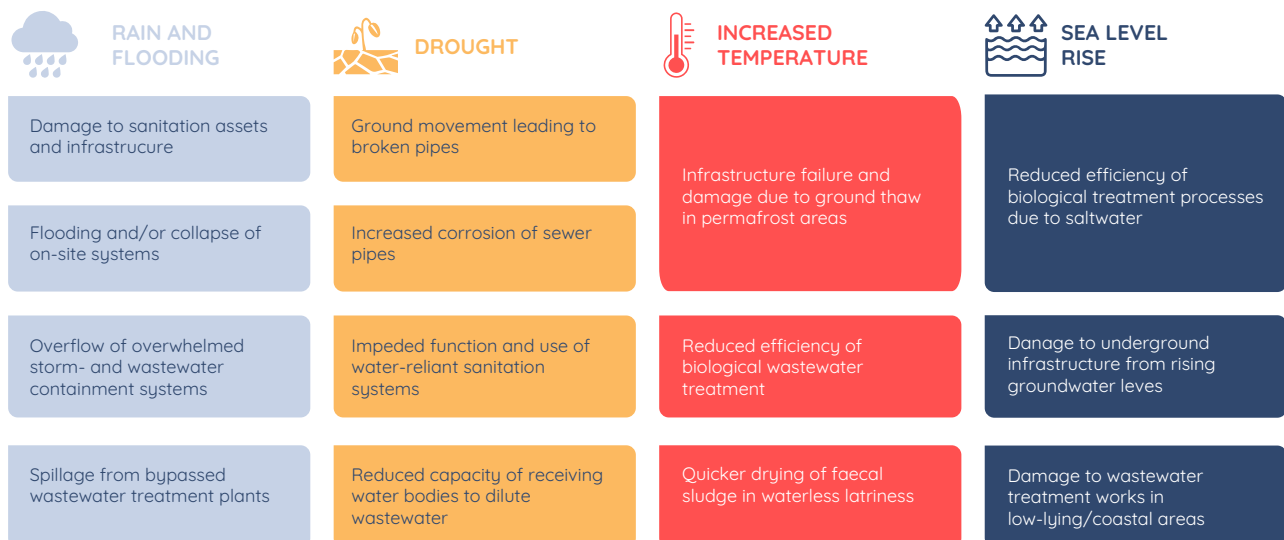 RAIN AND
FLOODING
Damage to sanitation assets
and infrastrucure
Flooding and/or collapse of
on-site systems
Overflow of overwhelmed
storm- and wastewater
containment systems
Spillage from bypassed
wastewater treatment plants
DROUGHT
Ground movement leading to
broken pipes
Increased corrosion of sewer
pipes
Impeded function and use of
water-reliant sanitation
systems
Reduced capacity of receiving
water bodies to dilute
wastewater
INCREASED
TEMPERATURE
Infrastructure failure and
damage due to ground thaw
in permafrost areas
Reduced efficiency of
biological wastewater
treatment
Quicker drying of faecal
sludge in waterless latriness
SEA LEVEL
RISE
Reduced efficiency of
biological treatment processes
due to saltwater
Danage to underground
infrastructure from rising
groundwater leves
Damage to wastewater
treatment works in
low-lying/coastal areas